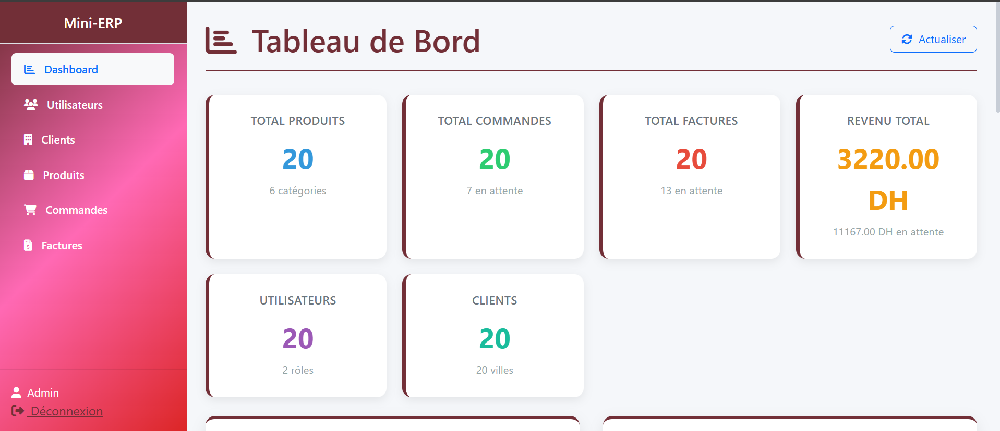 Mini-ERP
Dashboard
Utilisateurs
Clients
Produits
Commandes
Factures
Admin
Déconnexion
Tableau de Bord
Actualiser
TOTAL PRODUITS
20
6 catégories
TOTAL COMMANDES
20
7 en attente
TOTAL FACTURES
20
13 en attente
REVENU TOTAL
3220.00
DH
11167.00 DH en attente
UTILISATEURS
20
2 rôles
CLIENTS
20
20 villes